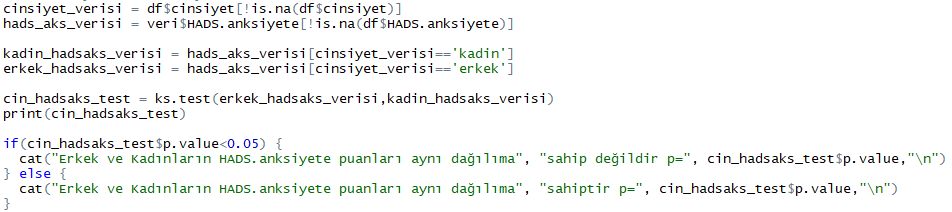 cinsiyet_verisi = df$cinsiyet[!is.na(df$cinsiyet)]
hads_aks_verisi = veri$HADS.anksiyete[!is.na(df$HADS.anksiyete)]
kadin_hadsaks_verisi = hads_aks_verisi[cinsiyet_verisi=='kadin']
erkek_hadsaks_verisi = hads_aks_verisi[cinsiyet_verisi=='erkek']
cin_hadsaks_test = ks.test(erkek_hadsaks_verisi,kadin_hadsaks_verisi)
print(cin_hadsaks_test)
if(cin_hadsaks_test$p.value<0.05) {
  cat("Erkek ve Kadınların HADS.anksiyete puanları aynı dağılıma", "sahip değildir p=", cin_hadsaks_test$p.value,"\n")
} else {
  cat("Erkek ve Kadınların HADS.anksiyete puanları aynı dağılıma", "sahiptir p=", cin_hadsaks_test$p.value,"\n")
}